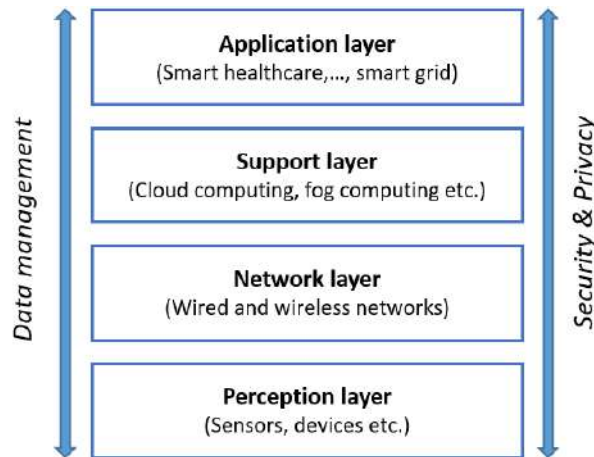 Application layer
(Smart healthcare,..., smart grid)
Support layer
(Cloud computing, fog computing etc.)
Network layer
(Wired and wireless networks)
Perception layer
(Sensors, devices etc.)
Data management
Security & Privacy